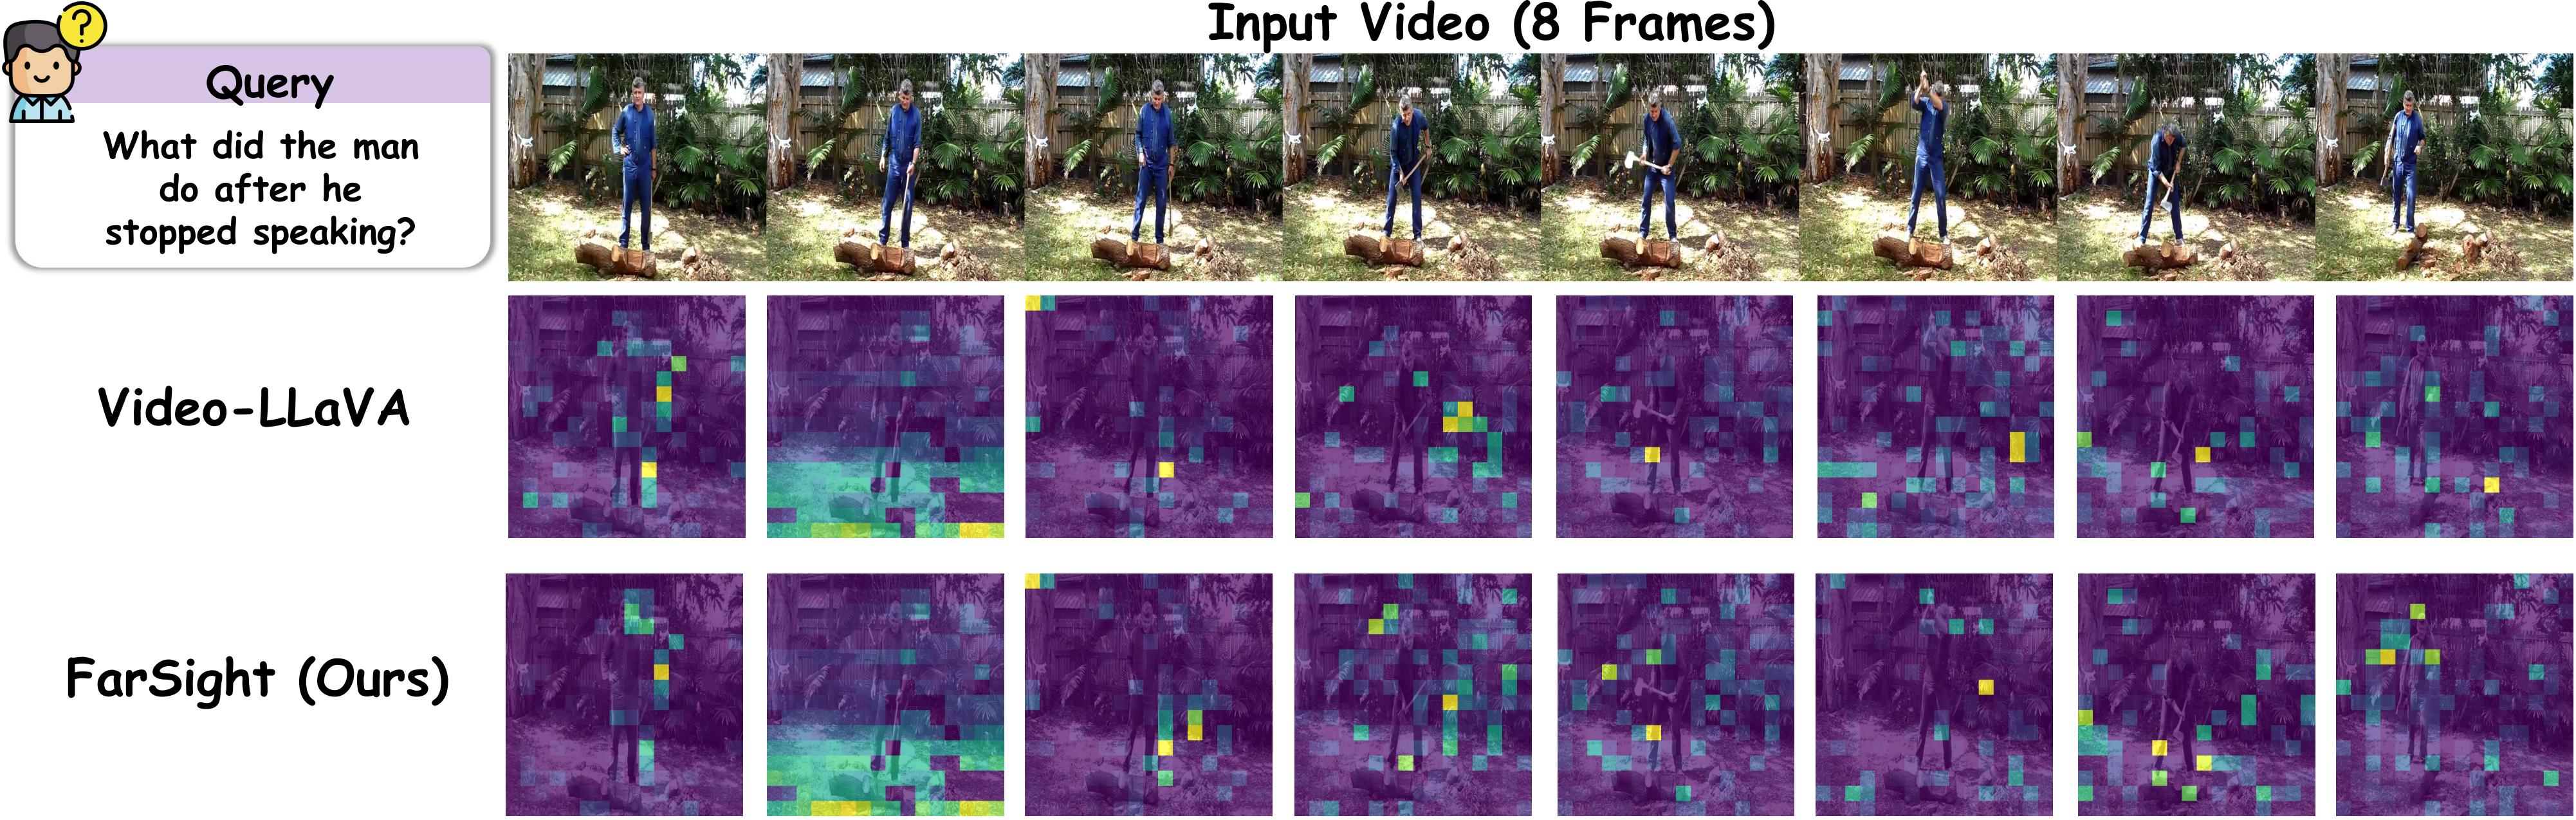 Input Video (8 Frames)
?
Query
What did the man
do after he
stopped speaking?
Video-LLaVA
FarSight (Ours)